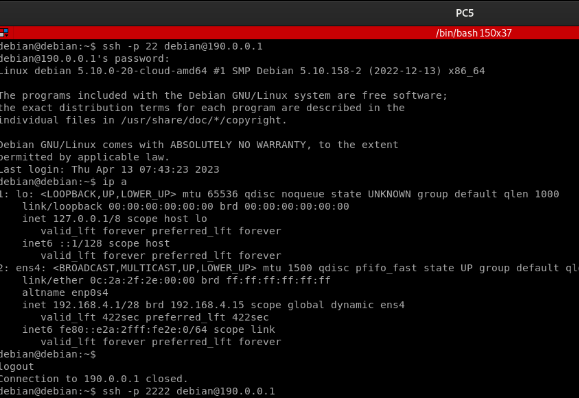 PC5
/bin/bash 150x37
debian@debian:~$ ssh -p 22 debian@190.0.0.1
debian@190.0.0.1's password:
Linux debian 5.10.0-20-cloud-amd64 #1 SMP Debian 5.10.158-2 (2022-12-13) x86_64
The programs included with the Debian GNU/Linux system are free software;
the exact distribution terms for each program are described in the
individual files in /usr/share/doc/*/copyright.
Debian GNU/Linux comes with ABSOLUTELY NO WARRANTY, to the extent
permitted by applicable law.
Last login: Thu Apr 13 07:43:23 2023
debian@debian:~$ ip a
1: lo: <LOOPBACK,UP,LOWER_UP> mtu 65536 qdisc noqueue state UNKNOWN group default qlen 1000
link/loopback 00:00:00:00:00:00 brd 00:00:00:00:00:00
inet 127.0.0.1/8 scope host lo
valid_lft forever preferred_lft forever
inet6 ::1/128 scope host
valid_lft forever preferred_lft forever
2: ens4: <BROADCAST,MULTICAST,UP,LOWER_UP> mtu 1500 qdisc pfifo_fast state UP group default ql
link/ether 0c:2a:2f:2e:00:00 brd ff:ff:ff:ff:ff:ff
altname enp0s4
inet 192.168.4.1/28 brd 192.168.4.15 scope global dynamic ens4
valid_lft 422sec preferred_lft 422sec
inet6 fe80::e2a:2fff:fe2e:0/64 scope link
valid_lft forever preferred_lft forever
debian@debian:~$
logout
Connection to 190.0.0.1 closed.
debian@debian:~$ ssh -p 2222 debian@190.0.0.1